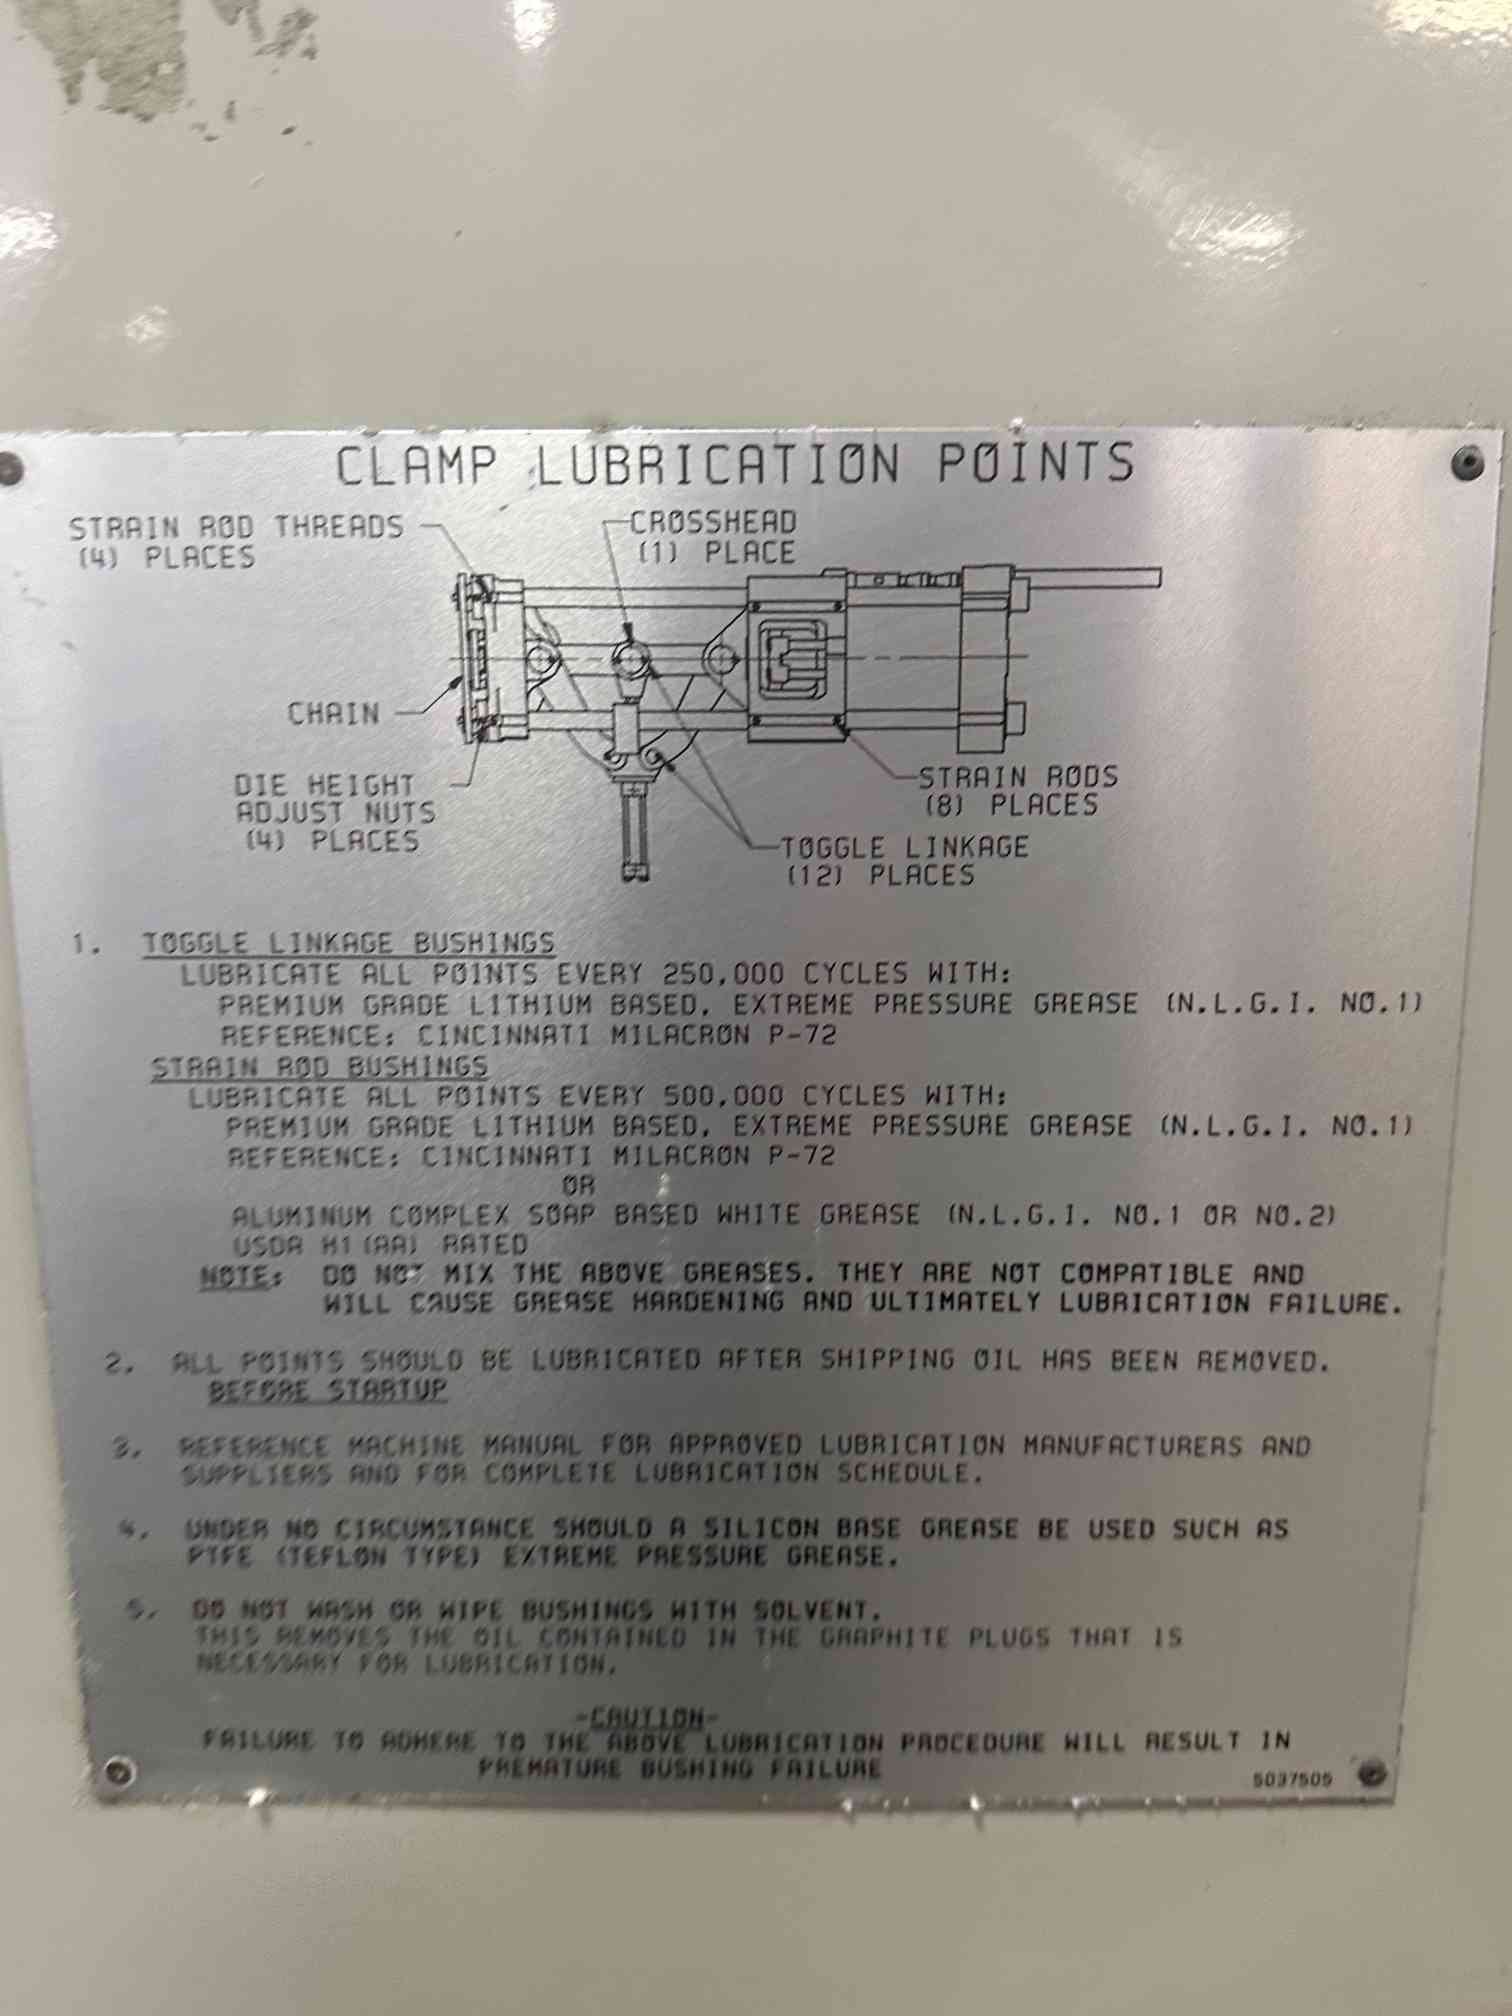 CLAMP LUBRICATION POINTS
STRAIN ROD THREADS
(4) PLACES
CROSSHEAD
(1) PLACE
CHAIN
DIE HEIGHT
ADJUST NUTS
(4) PLACES
STRAIN RODS
(8) PLACES
TOGGLE LINKAGE
(12) PLACES
1. TOGGLE LINKAGE BUSHINGS
LUBRICATE ALL POINTS EVERY 250,000 CYCLES WITH:
PREMIUM GRADE LITHIUM BASED, EXTREME PRESSURE GREASE (N.L.G.I. NO.1)
REFERENCE: CINCINNATI MILACRON P-72
STRAIN ROD BUSHINGS
LUBRICATE ALL POINTS EVERY 500,000 CYCLES WITH:
PREMIUM GRADE LITHIUM BASED, EXTREME PRESSURE GREASE (N.L.G.I. NO.1)
REFERENCE: CINCINNATI MILACRON P-72
OR
ALUMINUM COMPLEX SOAP BASED WHITE GREASE (N.L.G.I. NO.1 OR NO.2)
USDA H1 (AA) RATED
NOTE: DO NOT MIX THE ABOVE GREASES. THEY ARE NOT COMPATIBLE AND
WILL CAUSE GREASE HARDENING AND ULTIMATELY LUBRICATION FAILURE.
2. ALL POINTS SHOULD BE LUBRICATED AFTER SHIPPING OIL HAS BEEN REMOVED.
BEFORE STARTUP
3. REFERENCE MACHINE MANUAL FOR APPROVED LUBRICATION MANUFACTURERS AND
SUPPLIERS AND FOR COMPLETE LUBRICATION SCHEDULE.
4. UNDER NO CIRCUMSTANCE SHOULD A SILICON BASE GREASE BE USED SUCH AS
PTFE (TEFLON TYPE) EXTREME PRESSURE GREASE.
5. DO NOT WASH OR WIPE BUSHINGS WITH SOLVENT.
THIS REMOVES THE OIL CONTAINED IN THE GRAPHITE PLUGS THAT IS
NECESSARY FOR LUBRICATION.
-CAUTION-
FAILURE TO ADHERE TO THE ABOVE LUBRICATION PROCEDURE WILL RESULT IN
PREMATURE BUSHING FAILURE
5037505